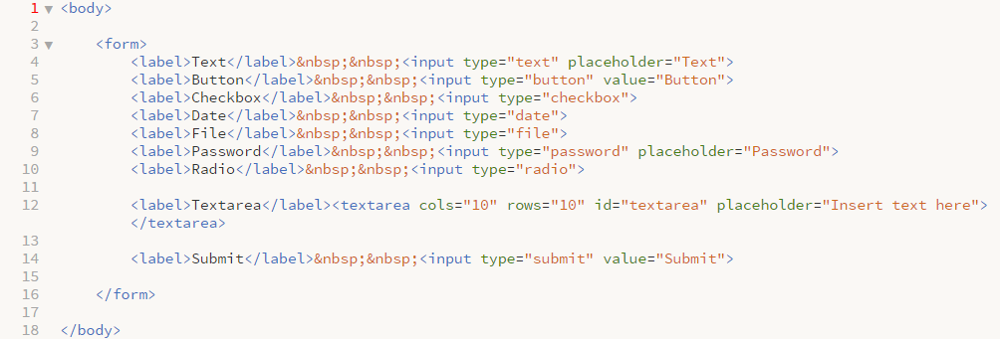 1 ▼ <body>
2
3 ▼ <form>
4 <label>Text</label>&nbsp;&nbsp;<input type="text" placeholder="Text">
5 <label>Button</label>&nbsp;&nbsp;<input type="button" value="Button">
6 <label>Checkbox</label>&nbsp;&nbsp;<input type="checkbox">
7 <label>Date</label>&nbsp;&nbsp;<input type="date">
8 <label>File</label>&nbsp;&nbsp;<input type="file">
9 <label>Password</label>&nbsp;&nbsp;<input type="password" placeholder="Password">
10 <label>Radio</label>&nbsp;&nbsp;<input type="radio">
11
12 <label>Textarea</label><textarea cols="10" rows="10" id="textarea" placeholder="Insert text here">
</textarea>
13
14 <label>Submit</label>&nbsp;&nbsp;<input type="submit" value="Submit">
15
16 </form>
17
18 </body>